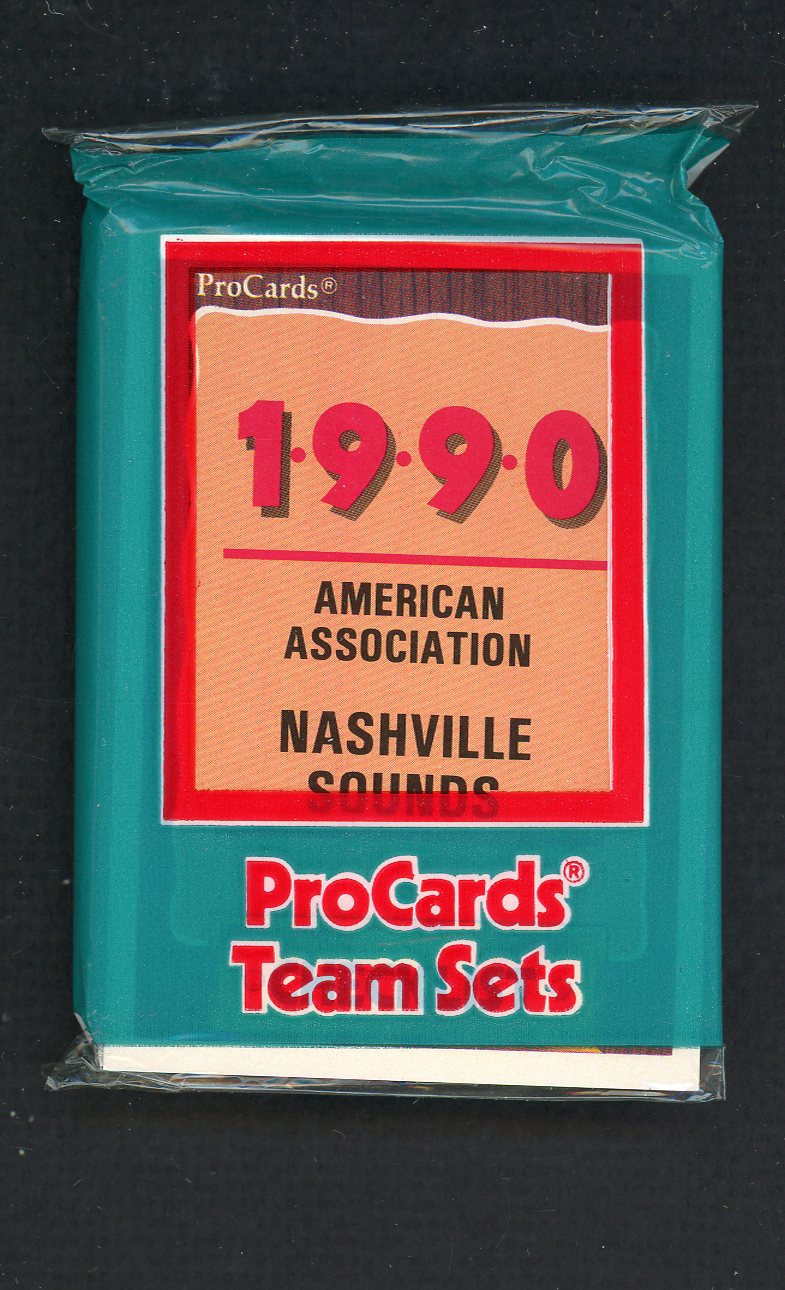 ProCards®
1·9·9·0
AMERICAN
ASSOCIATION
NASHVILLE
SOUNDS
ProCards®
Team Sets